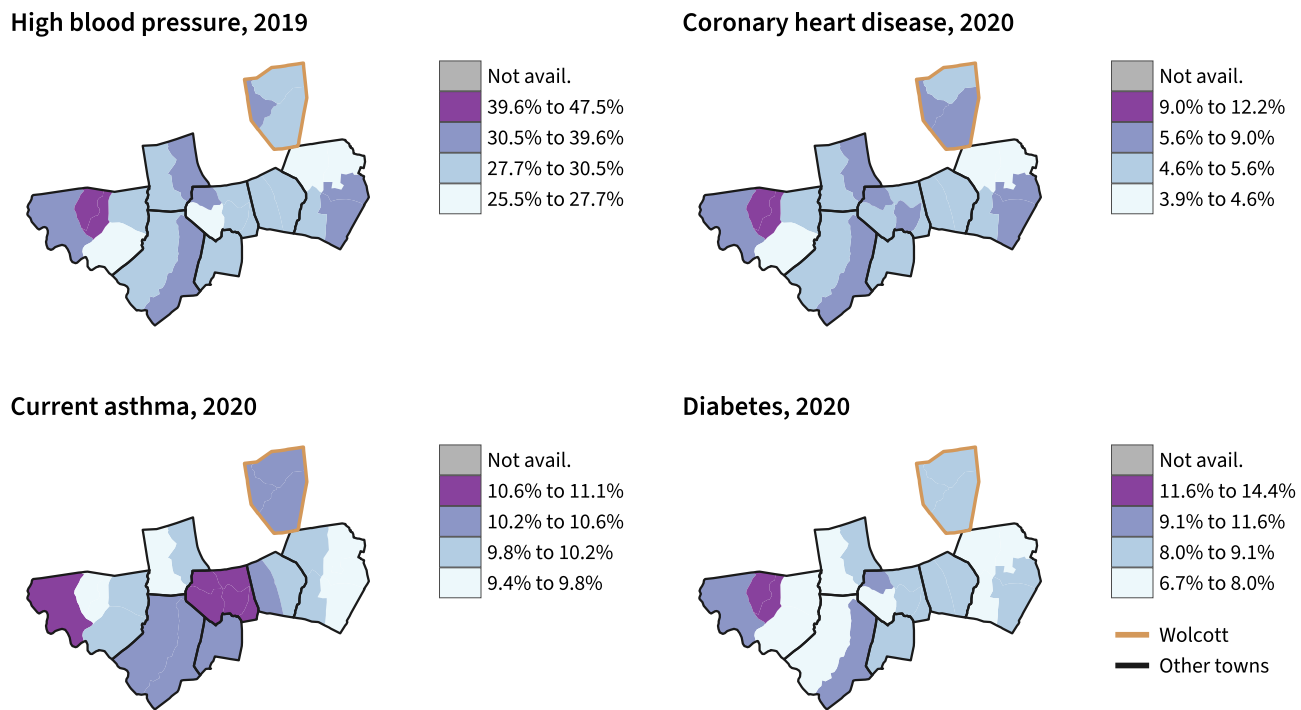 High blood pressure, 2019
Not avail.
39.6% to 47.5%
30.5% to 39.6%
27.7% to 30.5%
25.5% to 27.7%
Coronary heart disease, 2020
Not avail.
9.0% to 12.2%
5.6% to 9.0%
4.6% to 5.6%
3.9% to 4.6%
Current asthma, 2020
Not avail.
10.6% to 11.1%
10.2% to 10.6%
9.8% to 10.2%
9.4% to 9.8%
Diabetes, 2020
Not avail.
11.6% to 14.4%
9.1% to 11.6%
8.0% to 9.1%
6.7% to 8.0%
Wolcott
Other towns